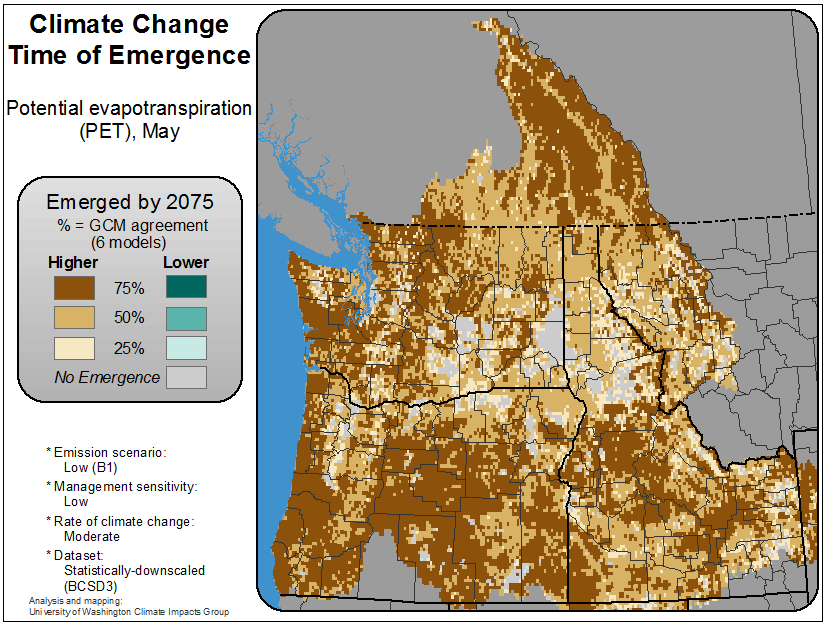 Climate Change
Time of Emergence
Potential evapotranspiration
(PET), May
Emerged by 2075
% = GCM agreement
(6 models)
Higher Lower
75%
50%
25%
No Emergence
* Emission scenario:
Low (B1)
* Management sensitivity:
Low
* Rate of climate change:
Moderate
* Dataset:
Statistically-downscaled
(BCSD3)
Analysis and mapping:
University of Washington Climate Impacts Group